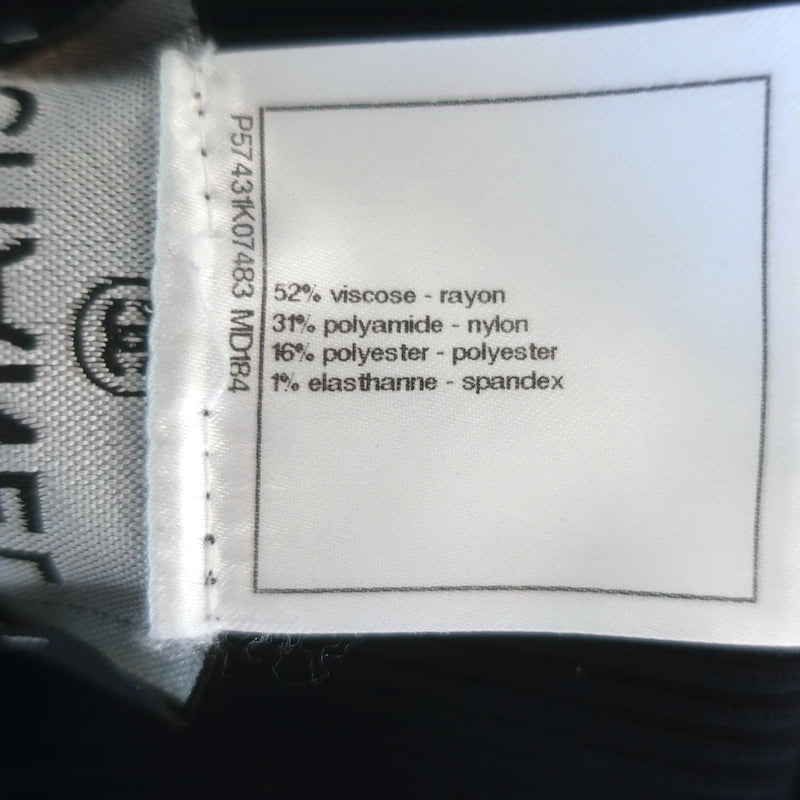 P57431K07483 MD184
52% viscose - rayon
31% polyamide - nylon
16% polyester - polyester
1% elasthanne - spandex